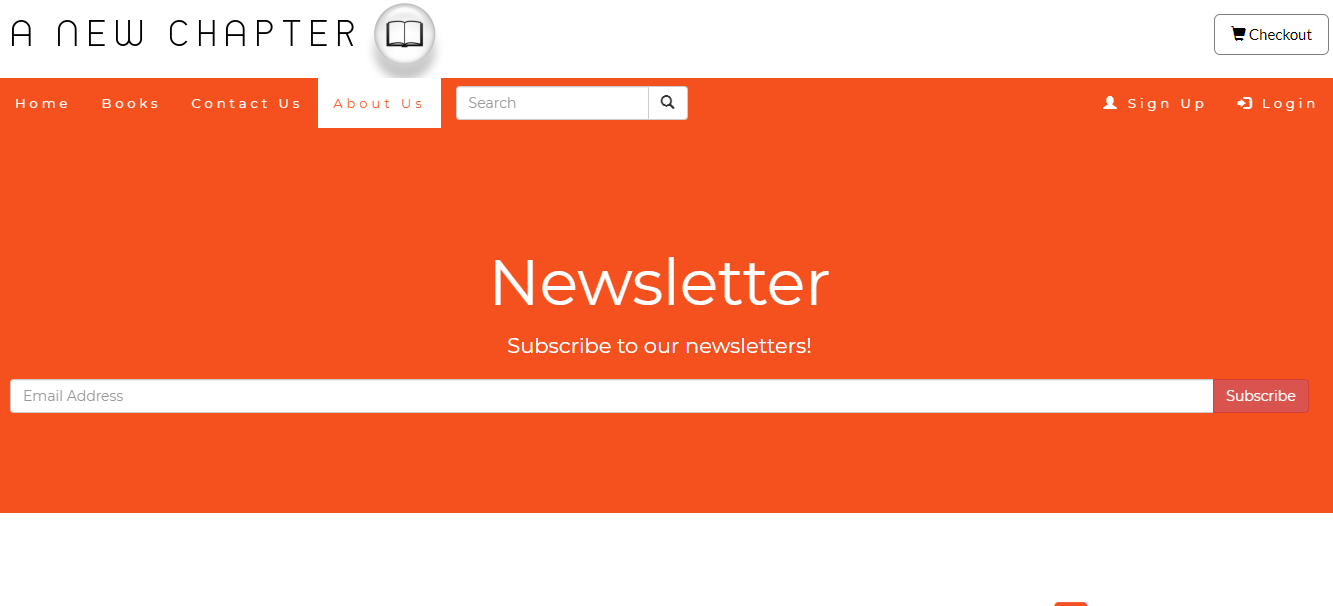 A NEW CHAPTER
Checkout
Home Books Contact Us About Us Search Sign Up Login
Newsletter
Subscribe to our newsletters!
Email Address Subscribe